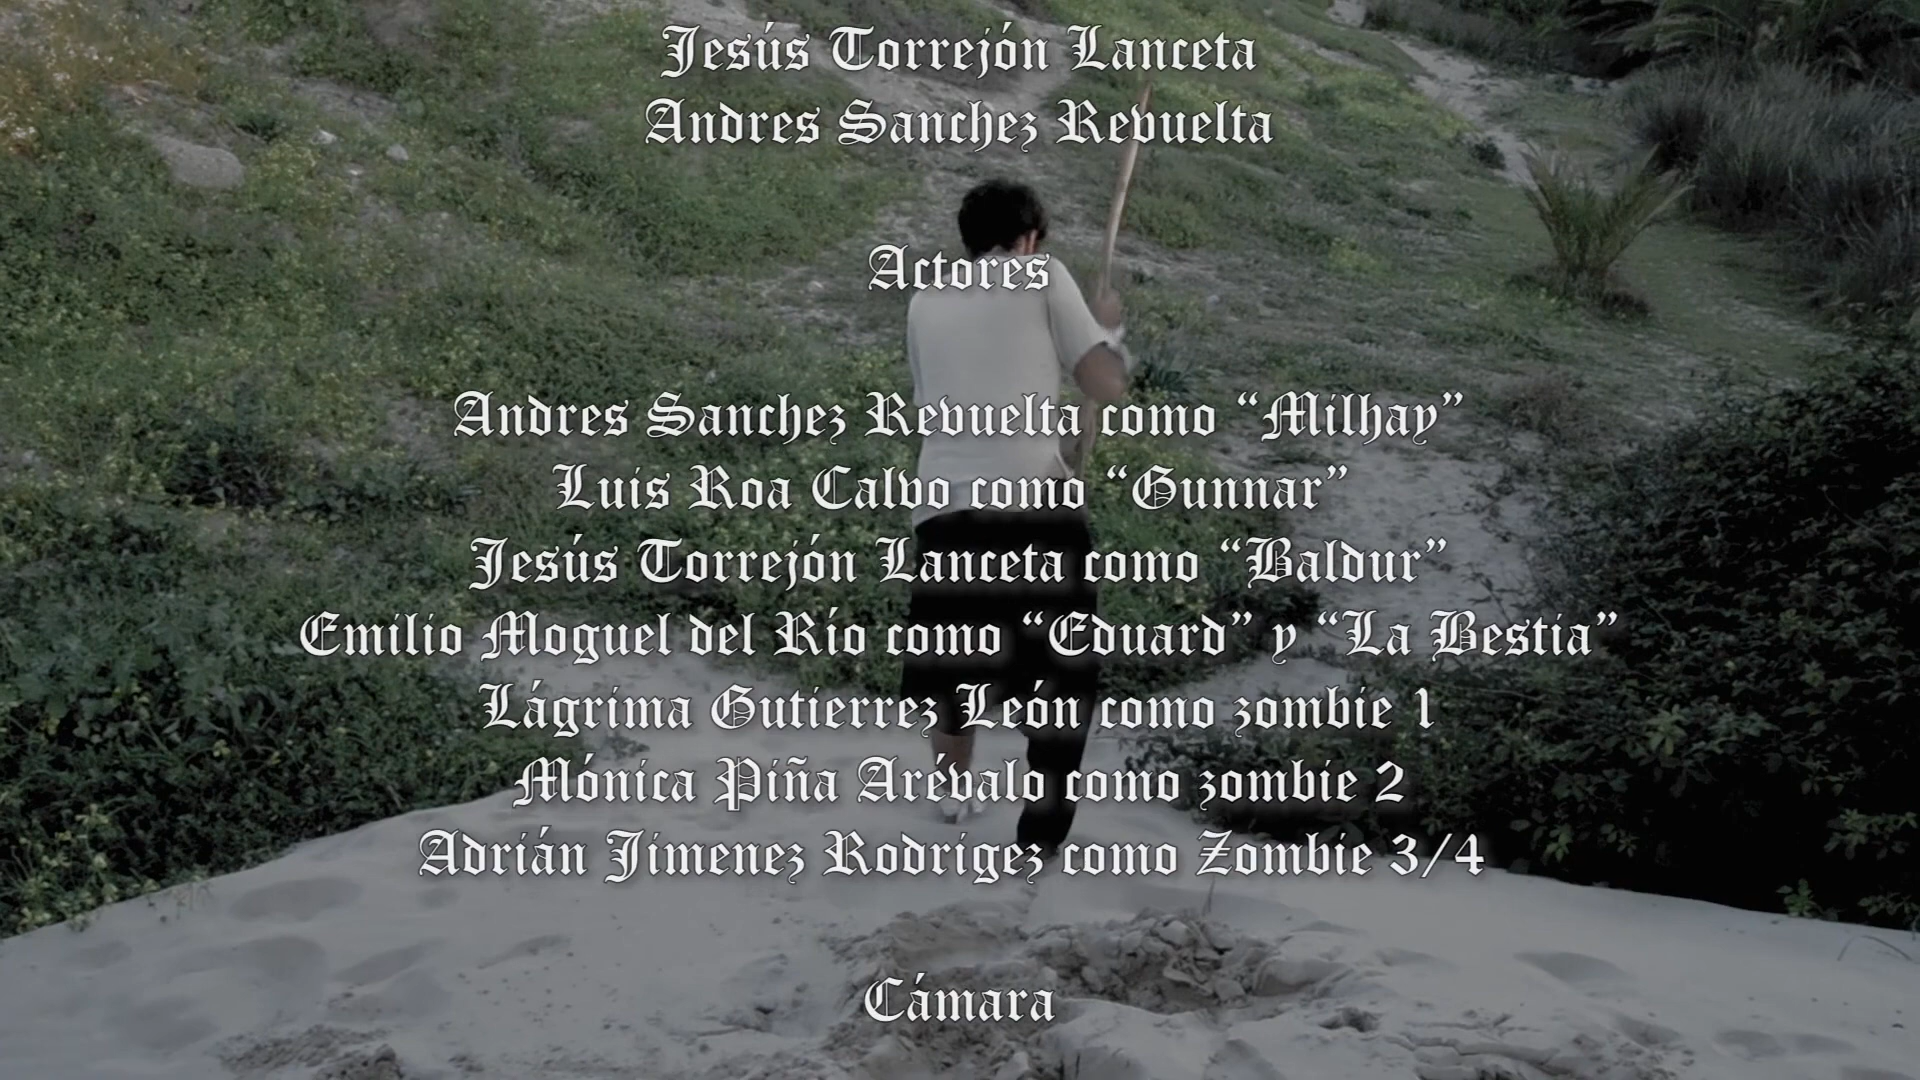 Jesús Torrejón Lanceta
Andres Sanchez Revuelta
Actores
Andres Sanchez Revuelta como “Milhay”
Luis Roa Calvo como “Gunnar”
Jesús Torrejón Lanceta como “Baldur”
Emilio Moguel del Río como “Eduard” y “La Bestia”
Lágrima Gutierrez León como zombie 1
Mónica Piña Arévalo como zombie 2
Adrián Jimenez Rodrigez como Zombie 3/4
Cámara